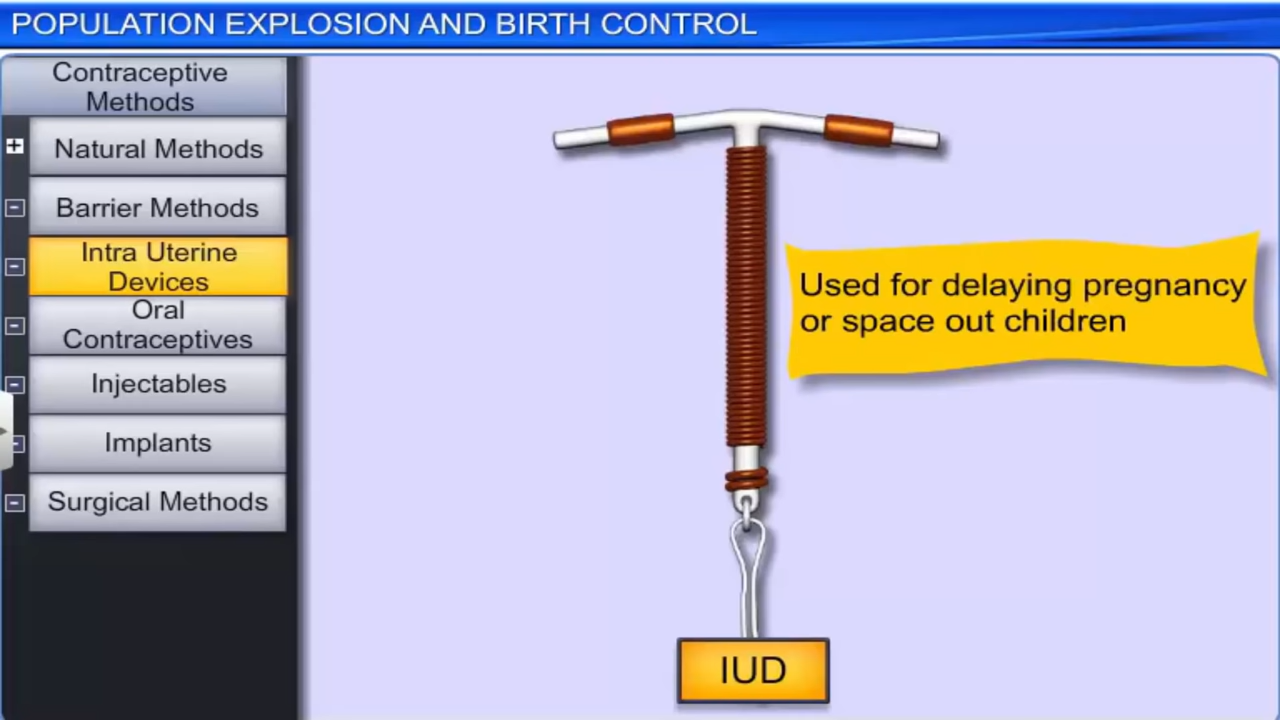 POPULATION EXPLOSION AND BIRTH CONTROL
Contraceptive
Methods
Natural Methods
Barrier Methods
Intra Uterine
Devices
Oral
Contraceptives
Injectables
Implants
Surgical Methods
Used for delaying pregnancy
or space out children
IUD